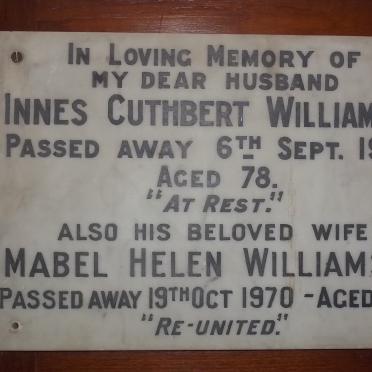 IN LOVING MEMORY OF
MY DEAR HUSBAND
INNES CUTHBERT WILLIAM
PASSED AWAY 6TH SEPT. 19
AGED 78.
"AT REST."
ALSO HIS BELOVED WIFE
MABEL HELEN WILLIAM
PASSED AWAY 19TH OCT 1970 - AGED
"RE-UNITED."